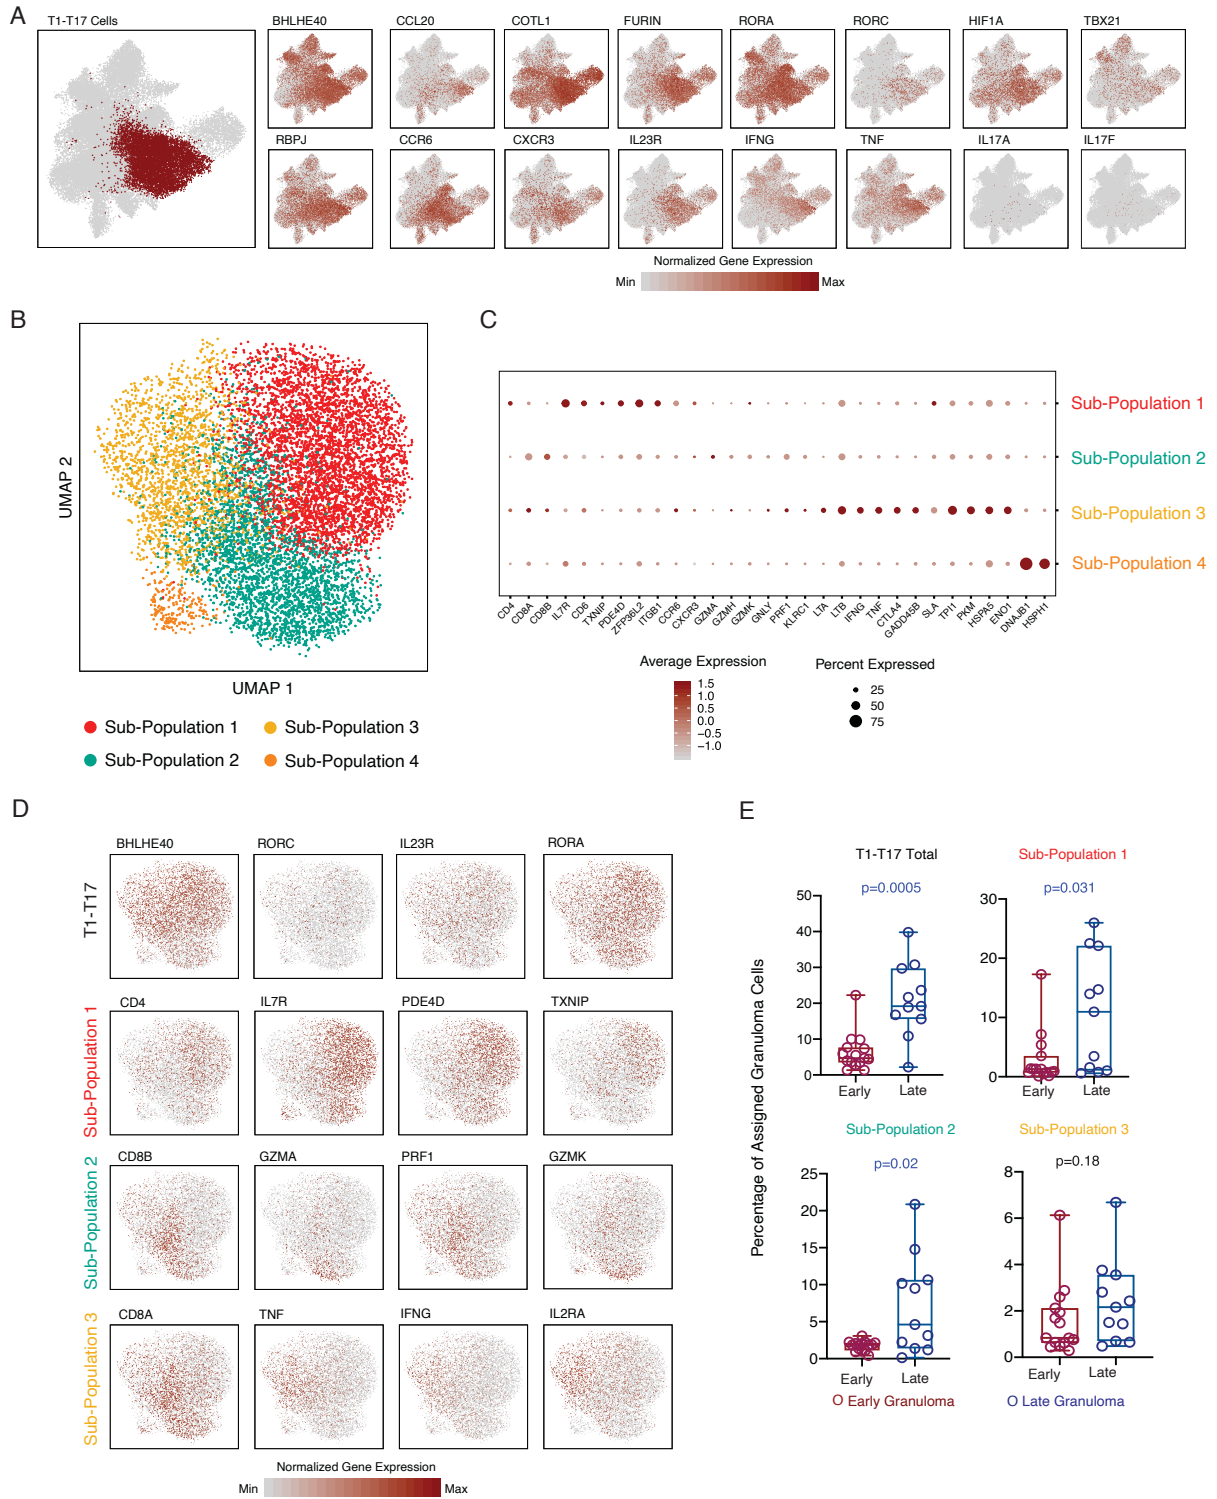 A
T1-T17 Cells
BHLHE40
CCL20
COTL1
FURIN
RORA
RORC
HIF1A
TBX21
RBPJ
CCR6
CXCR3
IL23R
IFNG
TNF
IL17A
IL17F
Normalized Gene Expression
Min
Max
B
UMAP 2
UMAP 1
Sub-Population 1
Sub-Population 3
Sub-Population 2
Sub-Population 4
C
Sub-Population 1
Sub-Population 2
Sub-Population 3
Sub-Population 4
CD4
CD8A
CD8B
IL7R
CD6
TXNIP
PDE4D
ZFP36L2
ITGB1
CCR6
CXCR3
GZMA
GZMH
GZMK
GNLY
PRF1
KLRC1
LTA
LTB
IFNG
TNF
CTLA4
GADD45B
SLA
TPI1
PKM
HSPA5
ENO1
DNAJB1
HSPH1
Average Expression
1.5
1.0
0.5
0.0
−0.5
−1.0
Percent Expressed
25
50
75
D
T1-T17
BHLHE40
RORC
IL23R
RORA
Sub-Population 1
CD4
IL7R
PDE4D
TXNIP
Sub-Population 2
CD8B
GZMA
PRF1
GZMK
Sub-Population 3
CD8A
TNF
IFNG
IL2RA
Normalized Gene Expression
Min
Max
E
Percentage of Assigned Granuloma Cells
T1-T17 Total
p=0.0005
50
40
30
20
10
0
Early
Late
Sub-Population 1
p=0.031
30
20
10
0
Early
Late
Sub-Population 2
p=0.02
25
20
15
10
5
0
Early
Late
Sub-Population 3
p=0.18
8
6
4
2
0
Early
Late
O Early Granuloma
O Late Granuloma